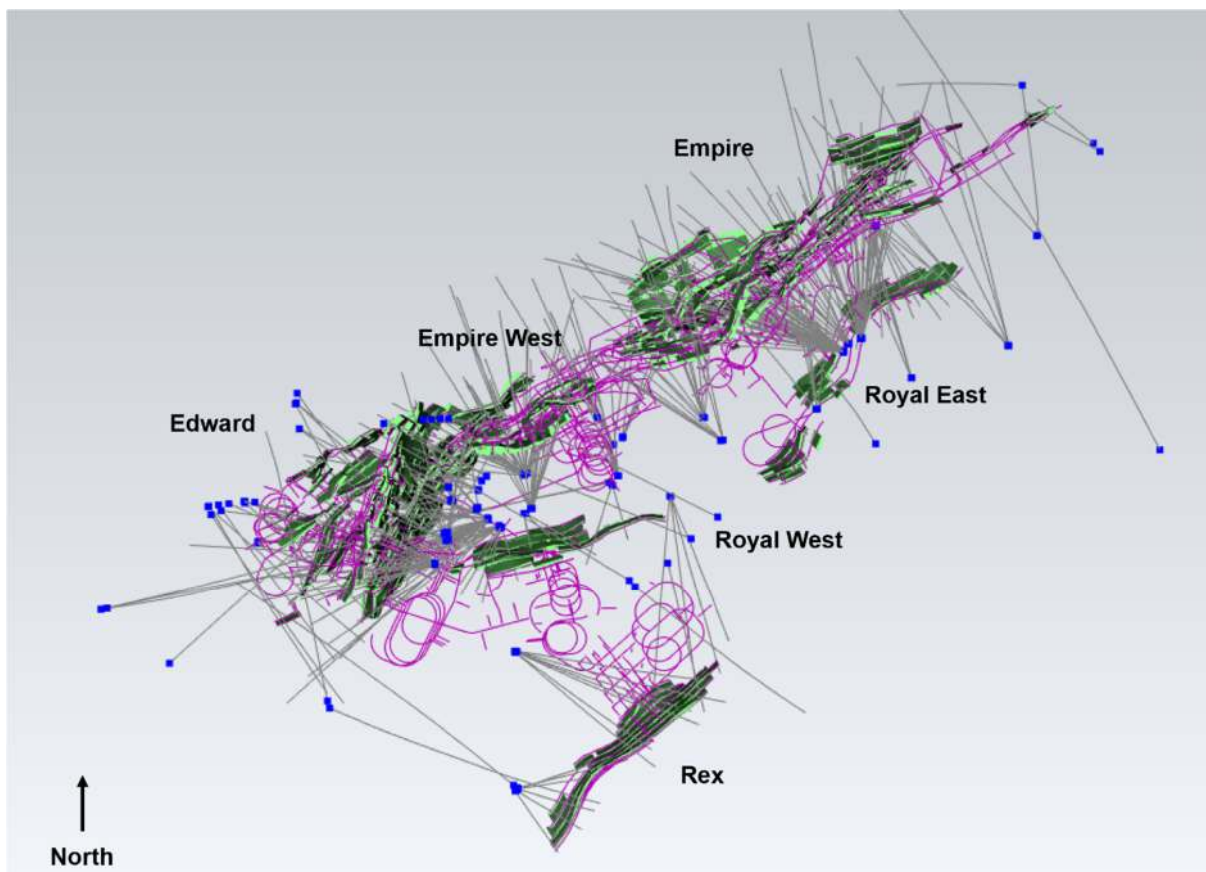 Empire
Empire West
Royal East
Edward
Royal West
Rex
North